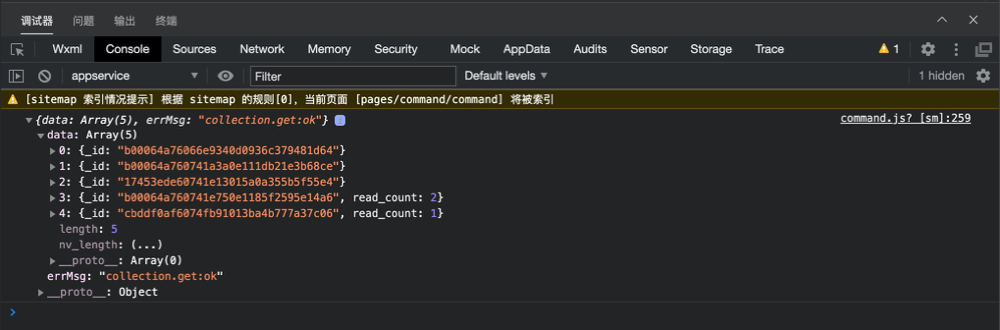 调试器 问题 输出 终端
Wxml Console Sources Network Memory Security Mock AppData Audits Sensor Storage Trace 1
appservice Filter Default levels 1 hidden
[sitemap 索引情况提示] 根据 sitemap 的规则[0]，当前页面 [pages/command/command] 将被索引
{data: Array(5), errMsg: "collection.get:ok"} command.js? [sm]:259
data: Array(5)
0: {_id: "b00064a76066e9340d0936c379481d64"}
1: {_id: "b00064a760741a3a0e111db21e3b68ce"}
2: {_id: "17453ede60741e13015a0a355b5f55e4"}
3: {_id: "b00064a760741e750e1185f2595e14a6", read_count: 2}
4: {_id: "cbddf0af6074fb91013ba4b777a37c06", read_count: 1}
length: 5
nv_length: (...)
__proto__: Array(0)
errMsg: "collection.get:ok"
__proto__: Object